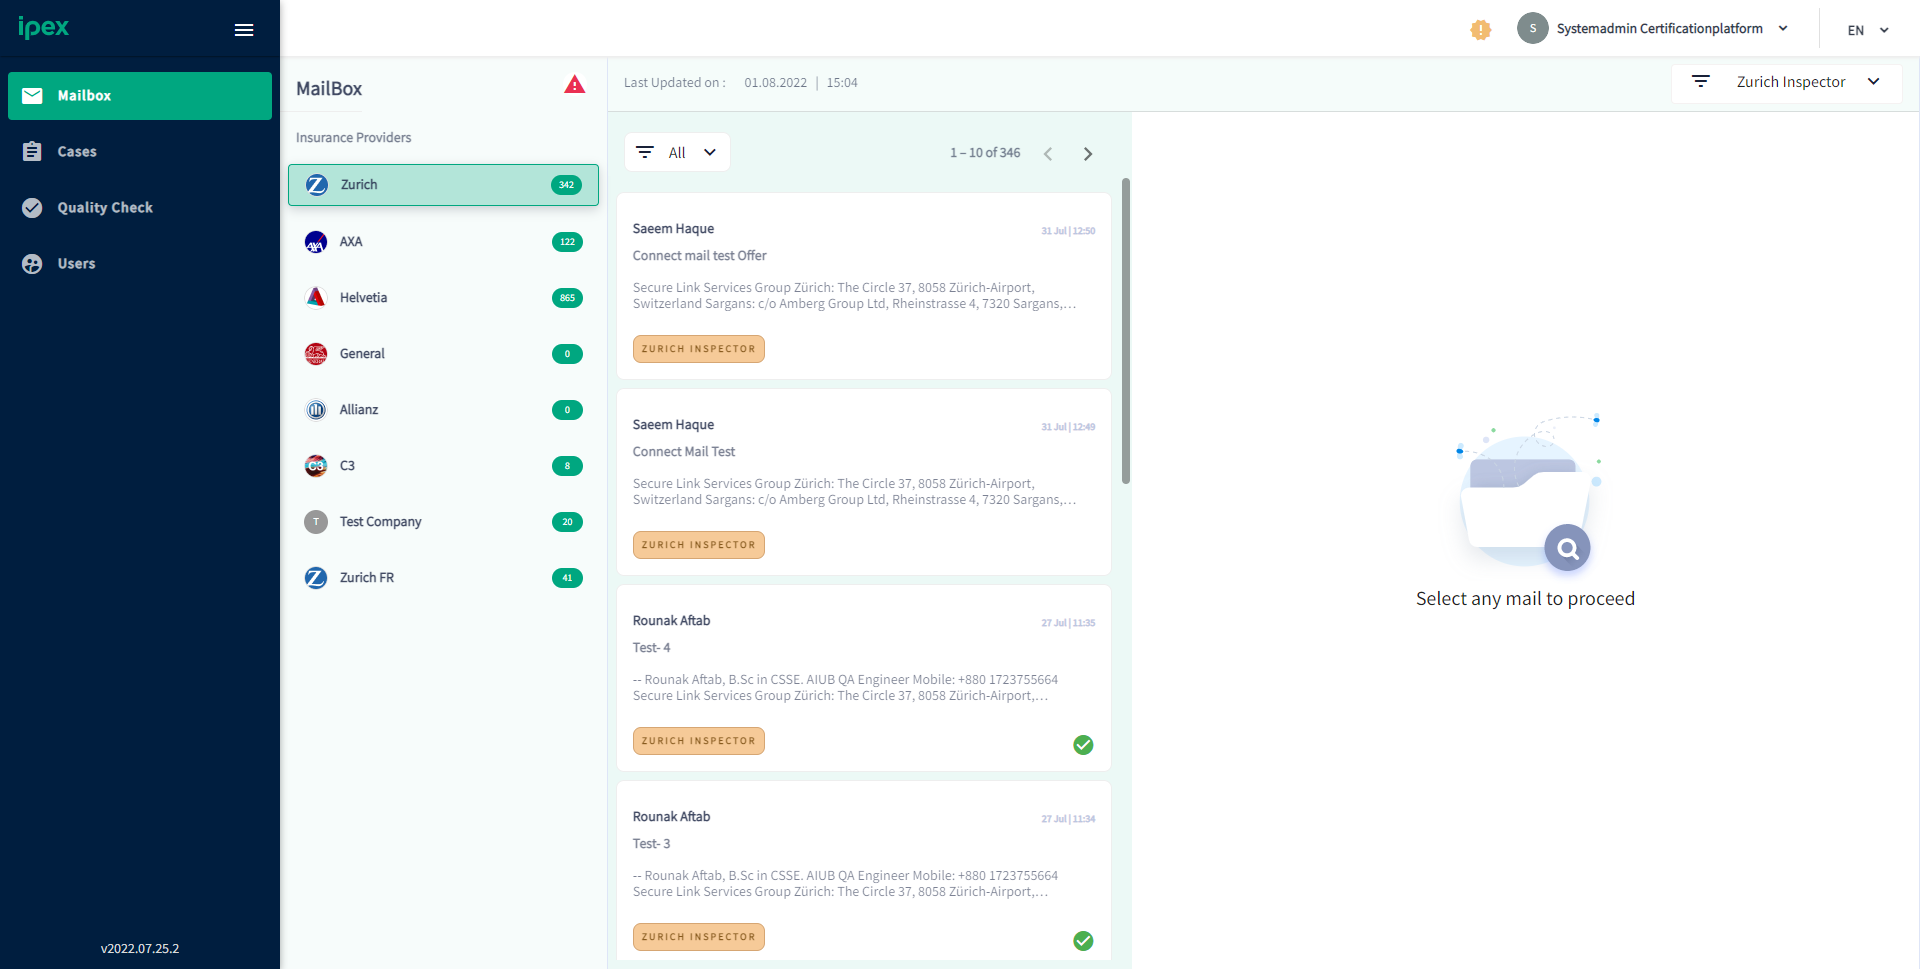 ipex
Systemadmin Certificationplatform
S
EN
Mailbox
Cases
Quality Check
Users
v2022.07.25.2
MailBox
Insurance Providers
Zurich 342
AXA 122
Helvetia 865
General 0
Allianz 0
C3 C3 8
T Test Company 20
Zurich FR 41
Last Updated on : 01.08.2022 | 15:04
Zurich Inspector
All
1 – 10 of 346
Saeem Haque 31 Jul | 12:50
Connect mail test Offer
Secure Link Services Group Zürich: The Circle 37, 8058 Zürich-Airport,
Switzerland Sargans: c/o Amberg Group Ltd, Rheinstrasse 4, 7320 Sargans,…
ZURICH INSPECTOR
Saeem Haque 31 Jul | 12:49
Connect Mail Test
Secure Link Services Group Zürich: The Circle 37, 8058 Zürich-Airport,
Switzerland Sargans: c/o Amberg Group Ltd, Rheinstrasse 4, 7320 Sargans,…
ZURICH INSPECTOR
Rounak Aftab 27 Jul | 11:35
Test- 4
-- Rounak Aftab, B.Sc in CSSE. AIUB QA Engineer Mobile: +880 1723755664
Secure Link Services Group Zürich: The Circle 37, 8058 Zürich-Airport,…
ZURICH INSPECTOR
Rounak Aftab 27 Jul | 11:34
Test- 3
-- Rounak Aftab, B.Sc in CSSE. AIUB QA Engineer Mobile: +880 1723755664
Secure Link Services Group Zürich: The Circle 37, 8058 Zürich-Airport,…
ZURICH INSPECTOR
Select any mail to proceed